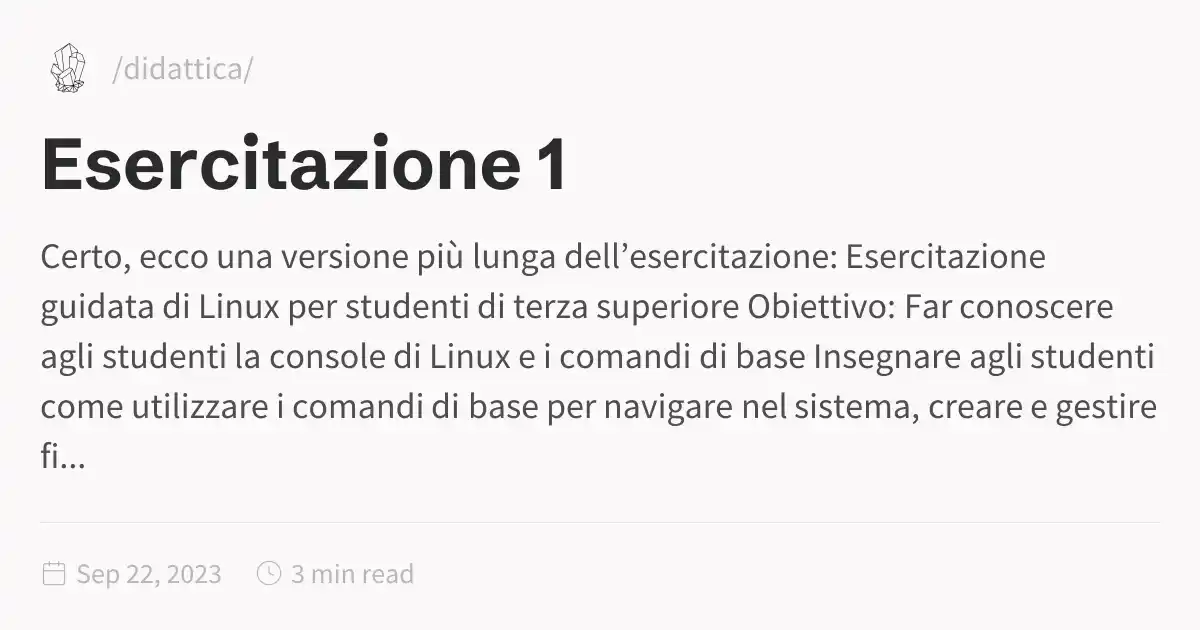 /didattica/
Esercitazione 1
Certo, ecco una versione più lunga dell’esercitazione: Esercitazione
guidata di Linux per studenti di terza superiore Obiettivo: Far conoscere
agli studenti la console di Linux e i comandi di base Insegnare agli studenti
come utilizzare i comandi di base per navigare nel sistema, creare e gestire
fi...
Sep 22, 2023 3 min read